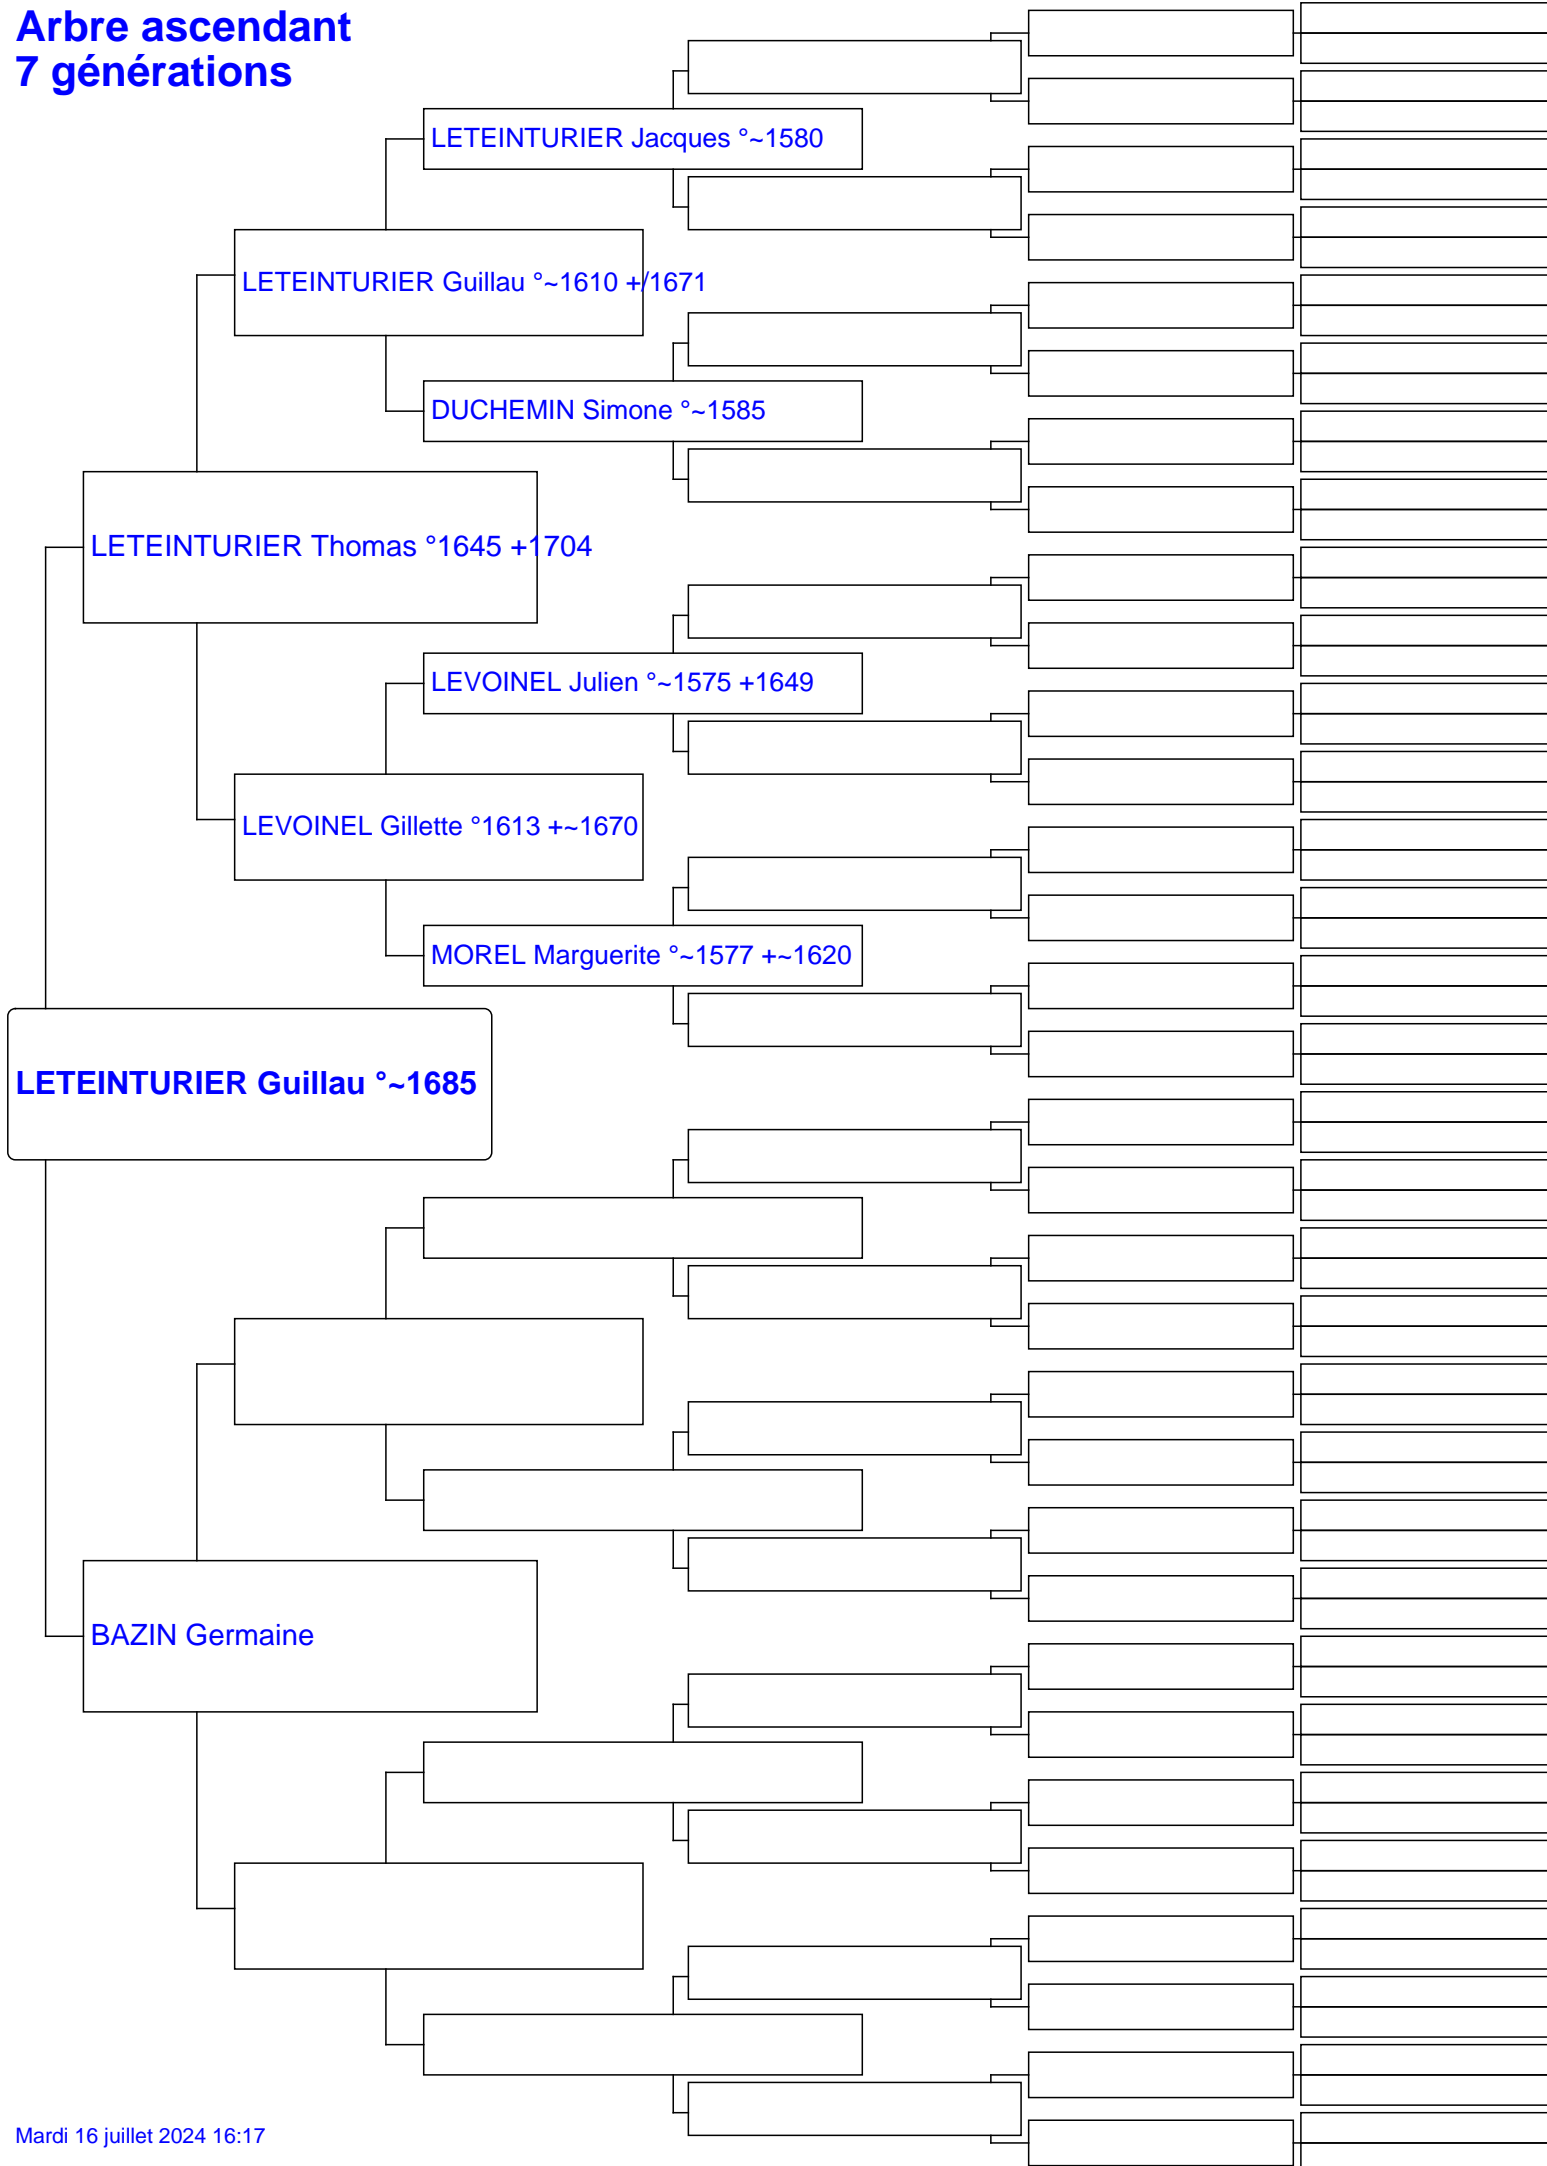 Arbre ascendant
7 générations
LETEINTURIER Jacques °~1580
LETEINTURIER Guillau °~1610 +/1671
DUCHEMIN Simone °~1585
LETEINTURIER Thomas °1645 +1704
LEVOINEL Julien °~1575 +1649
LEVOINEL Gillette °1613 +~1670
MOREL Marguerite °~1577 +~1620
LETEINTURIER Guillau °~1685
BAZIN Germaine
Mardi 16 juillet 2024 16:17